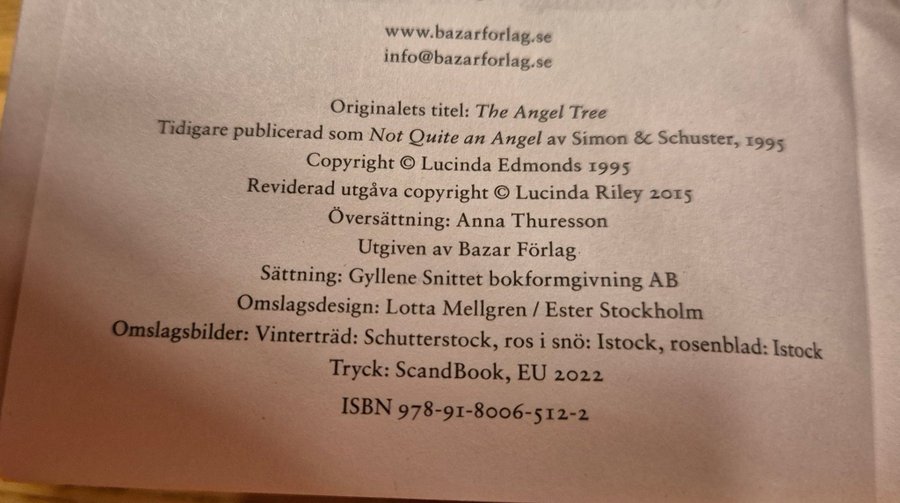 www.bazarforlag.se
info@bazarforlag.se
Originalets titel: The Angel Tree
Tidigare publicerad som Not Quite an Angel av Simon & Schuster, 1995
Copyright © Lucinda Edmonds 1995
Reviderad utgåva copyright © Lucinda Riley 2015
Översättning: Anna Thuresson
Utgiven av Bazar Förlag
Sättning: Gyllene Snittet bokformgivning AB
Omslagsdesign: Lotta Mellgren / Ester Stockholm
Omslagsbilder: Vinterträd: Schutterstock, ros i snö: Istock, rosenblad: Istock
Tryck: ScandBook, EU 2022
ISBN 978-91-8006-512-2